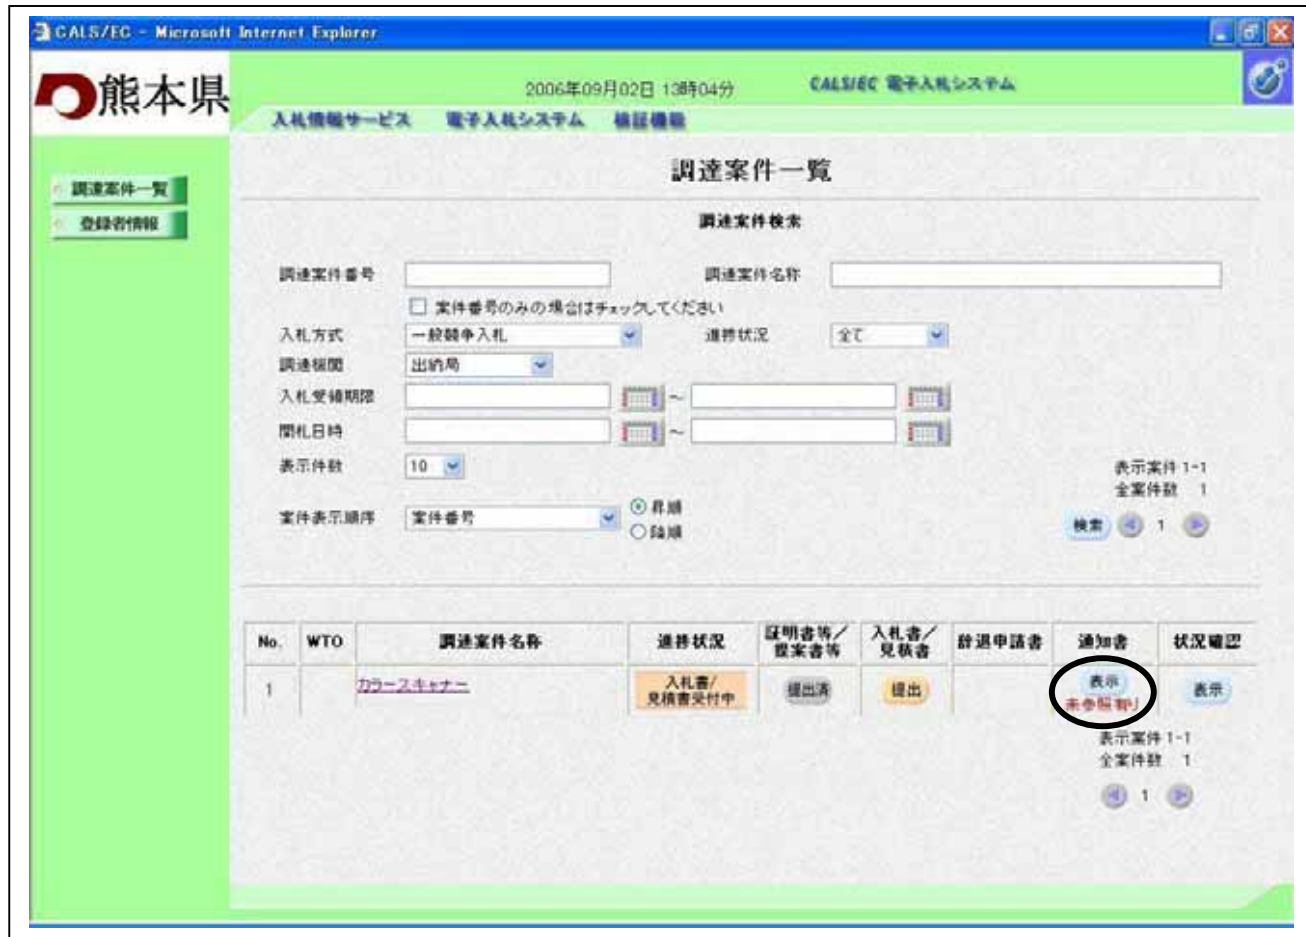 CALS/EC - Microsoft Internet Explorer
熊本県
2006年09月02日 13時04分
CALS/EC 電子入札システム
入札情報サービス 電子入札システム 検証機能
調達案件一覧
登録者情報
調達案件一覧
調達案件検索
調達案件番号
調達案件名称
案件番号のみの場合はチェックしてください
入札方式 一般競争入札
進捗状況 全て
調達機関 出納局
入札受領期限 ～
開札日時 ～
表示件数 10
案件表示順序 案件番号
昇順
降順
表示案件 1-1
全案件数 1
検索 1
No. WTO 調達案件名称 進捗状況 証明書等/提案書等 入札書/見積書 辞退申請書 通知書 状況確認
1 カラースキャナー 入札書/見積書受付中 提出済 提出 表示 未参照有り 表示
表示案件 1-1
全案件数 1
1